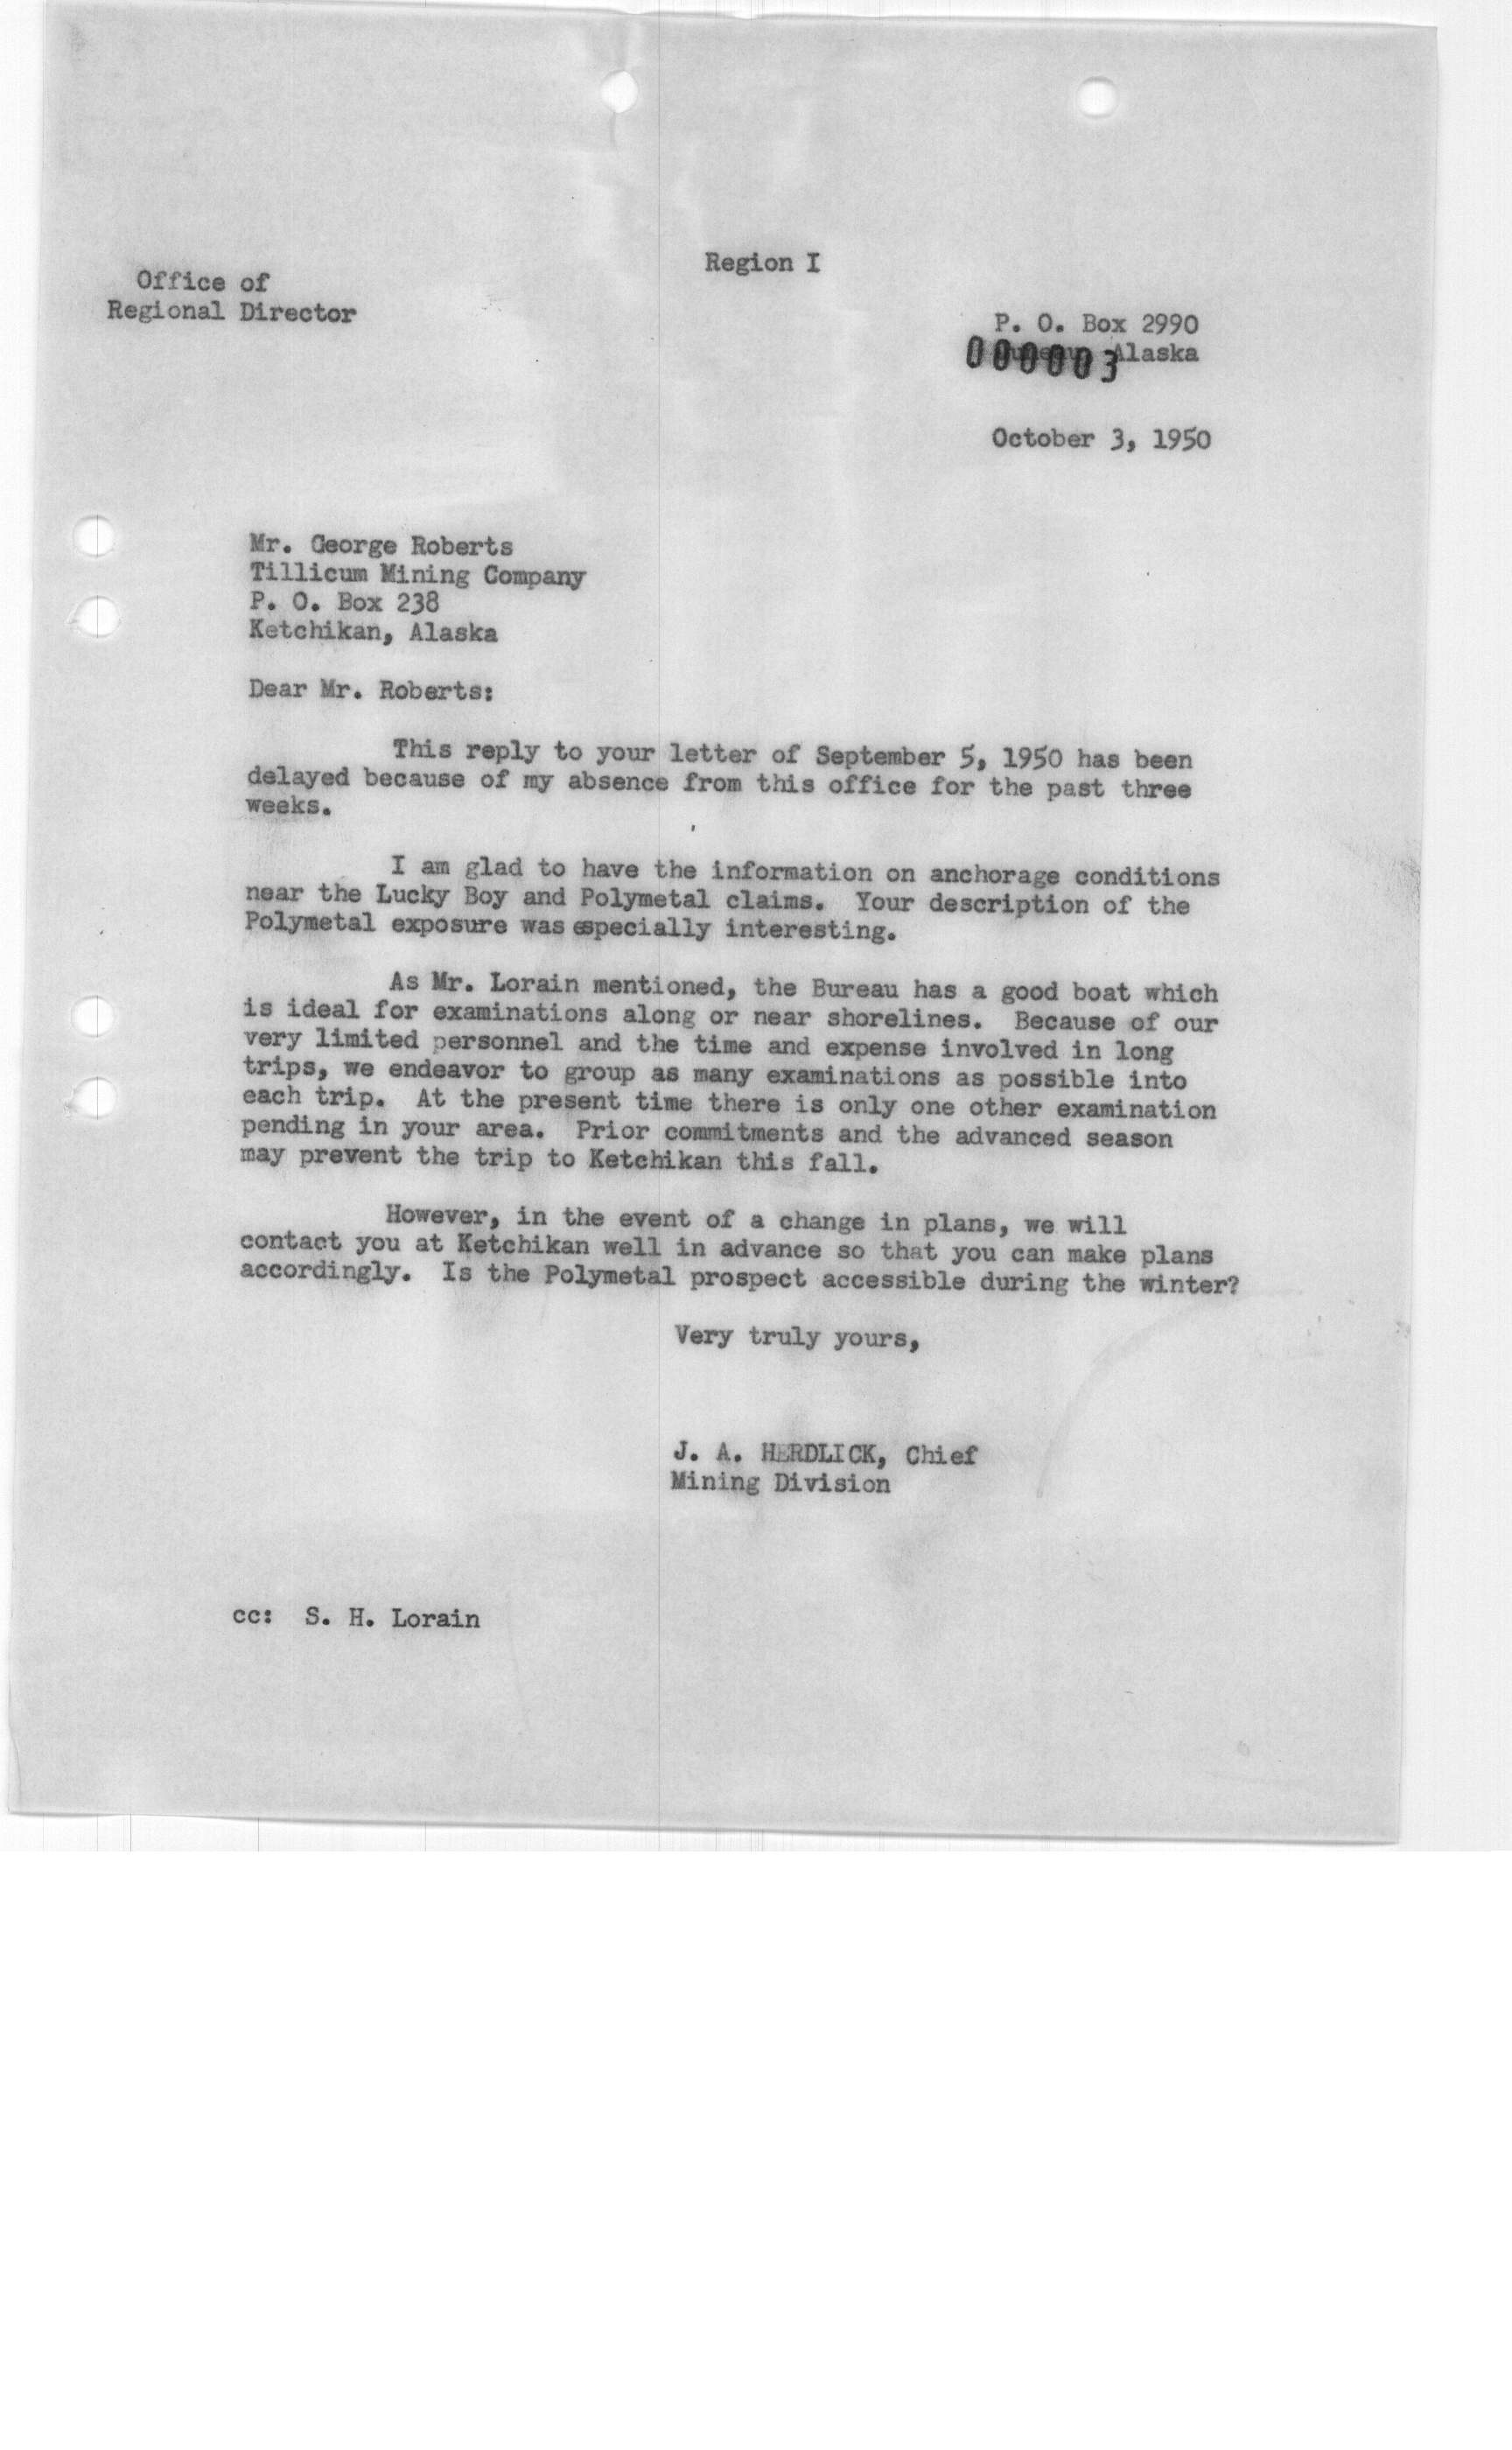 Region I
Office of
Regional Director
P. O. Box 2990
Alaska
000003
October 3, 1950
Mr. George Roberts
Tillicum Mining Company
P. O. Box 238
Ketchikan, Alaska
Dear Mr. Roberts:
This reply to your letter of September 5, 1950 has been
delayed because of my absence from this office for the past three
weeks.
I am glad to have the information on anchorage conditions
near the Lucky Boy and Polymetal claims. Your description of the
Polymetal exposure was especially interesting.
As Mr. Lorain mentioned, the Bureau has a good boat which
is ideal for examinations along or near shorelines. Because of our
very limited personnel and the time and expense involved in long
trips, we endeavor to group as many examinations as possible into
each trip. At the present time there is only one other examination
pending in your area. Prior commitments and the advanced season
may prevent the trip to Ketchikan this fall.
However, in the event of a change in plans, we will
contact you at Ketchikan well in advance so that you can make plans
accordingly. Is the Polymetal prospect accessible during the winter?
Very truly yours,
J. A. HERDLICK, Chief
Mining Division
cc: S. H. Lorain